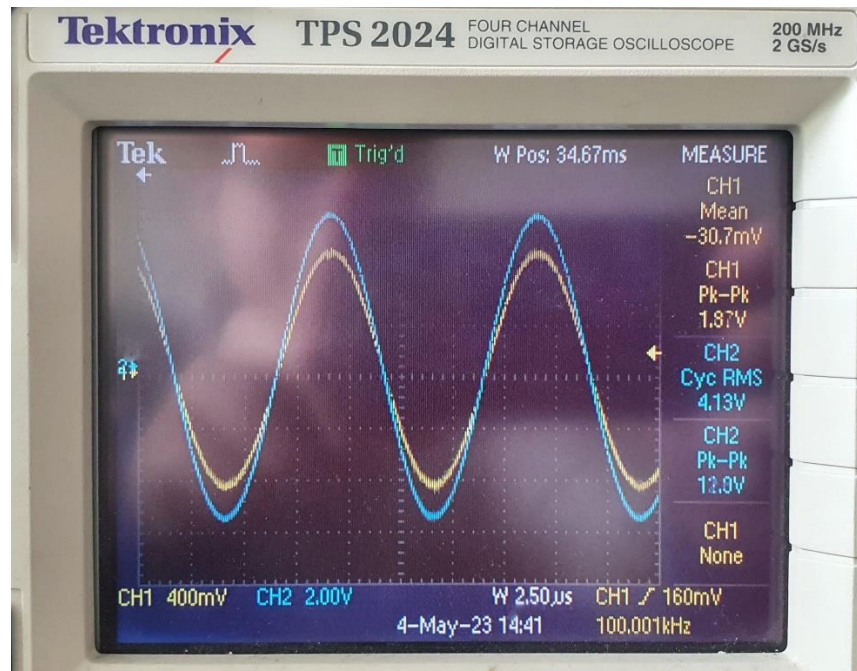 Tektronix TPS 2024 FOUR CHANNEL DIGITAL STORAGE OSCILLOSCOPE 200 MHz
2 GS/s
Tek T Trig'd W Pos: 34.67ms MEASURE
CH1
Mean
-30.7mV
CH1
Pk-Pk
1.87V
CH2
Cyc RMS
4.13V
CH2
Pk-Pk
CH1
None
CH1 400mV CH2 2.00V W 2.50µs CH1 160mV
4-May-23 14:41 100.001kHz